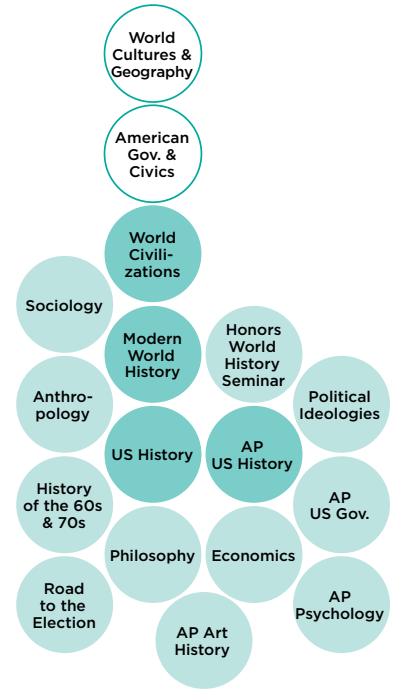 World
Cultures &
Geography
American
Gov. &
Civics
World
Civili-
zations
Sociology
Modern
World
History
Honors
World
History
Seminar
Anthro-
pology
Political
Ideologies
US History
AP
US History
History
of the 60s
& 70s
AP
US Gov.
Philosophy
Economics
Road
to the
Election
AP
Psychology
AP Art
History